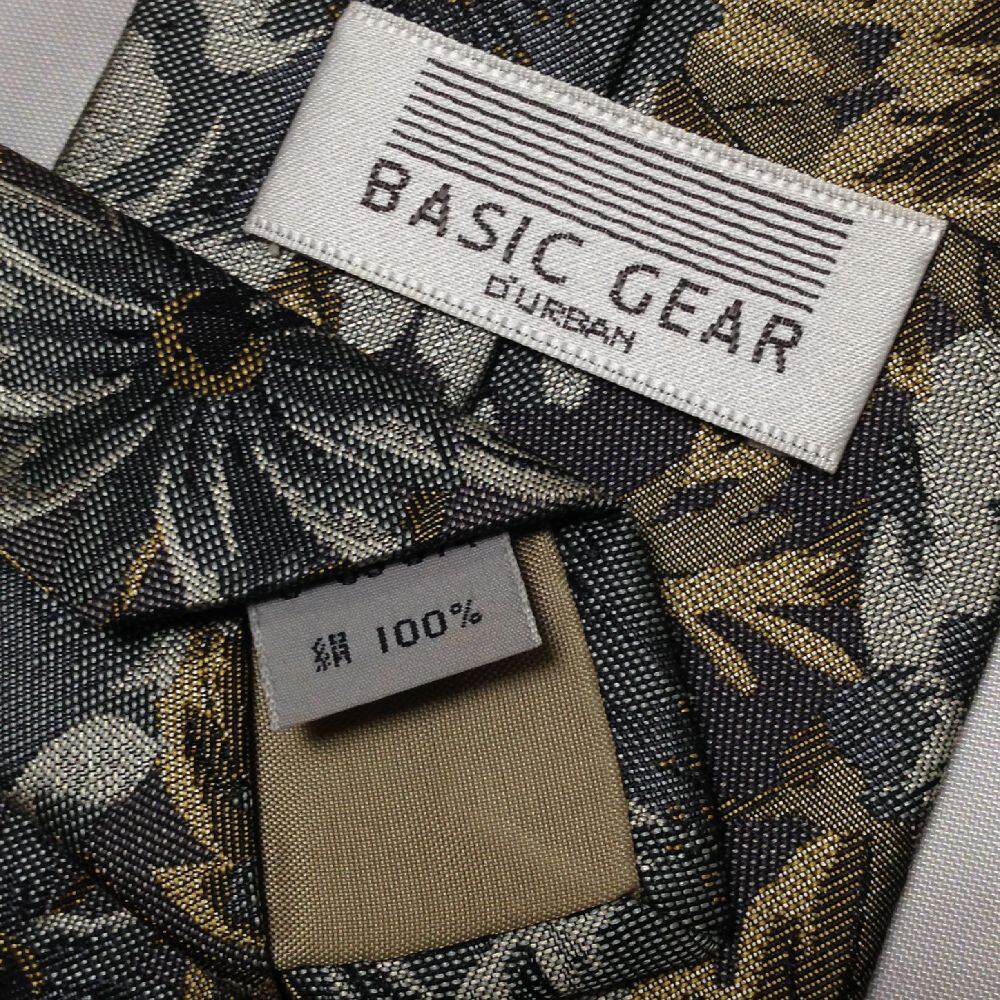 BASIC GEAR
D'URBAN
絹 100%